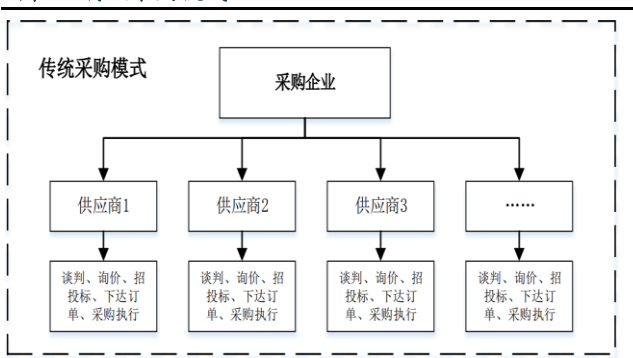 传统采购模式
采购企业
供应商1
供应商2
供应商3
……
谈判、询价、招
投标、下达订
单、采购执行
谈判、询价、招
投标、下达订
单、采购执行
谈判、询价、招
投标、下达订
单、采购执行
谈判、询价、招
投标、下达订
单、采购执行